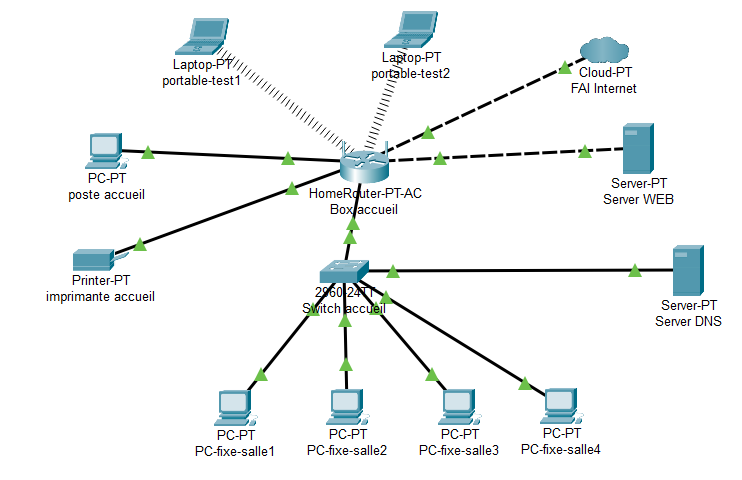 Laptop-PT
portable-test1
Laptop-PT
portable-test2
Cloud-PT
FAI Internet
PC-PT
poste accueil
HomeRouter-PT-AC
Box accueil
Server-PT
Server WEB
Printer-PT
imprimante accueil
2960-24TT
Switch accueil
Server-PT
Server DNS
PC-PT
PC-fixe-salle1
PC-PT
PC-fixe-salle2
PC-PT
PC-fixe-salle3
PC-PT
PC-fixe-salle4